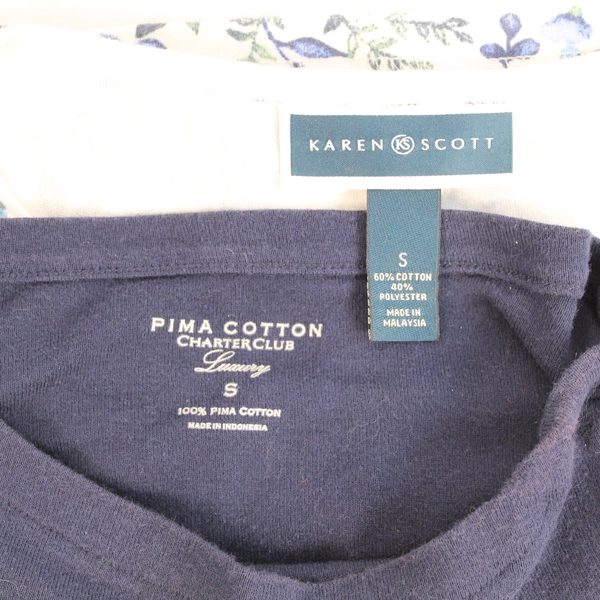 KAREN KS SCOTT
S
60% COTTON
40%
POLYESTER
MADE IN
MALAYSIA
PIMA COTTON
CHARTER CLUB
Luxury
S
100% PIMA COTTON
MADE IN INDONESIA